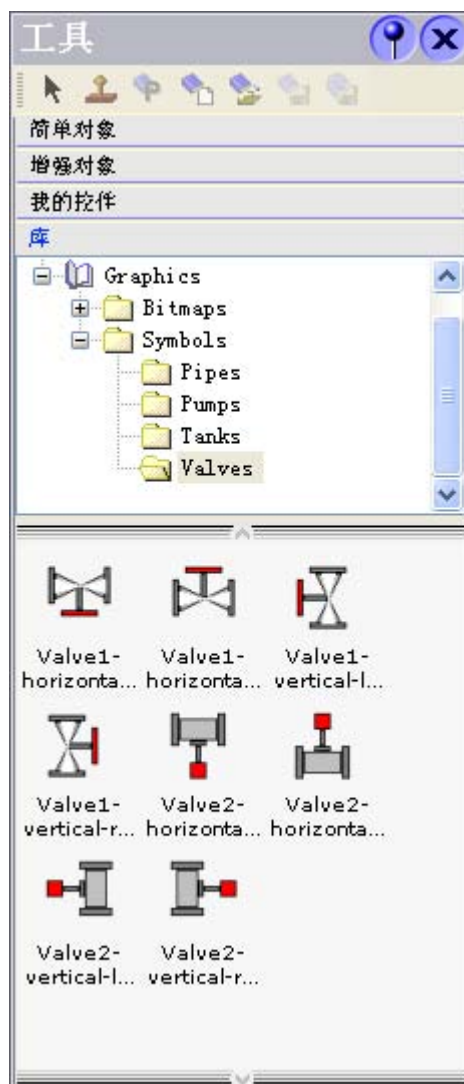 工具
简单对象
增强对象
我的控件
库
Graphics
Bitmaps
Symbols
Pipes
Pumps
Tanks
Valves
Valve1-
horizonta...
Valve1-
horizonta...
Valve1-
vertical-l...
Valve1-
vertical-r...
Valve2-
horizonta...
Valve2-
horizonta...
Valve2-
vertical-l...
Valve2-
vertical-r...